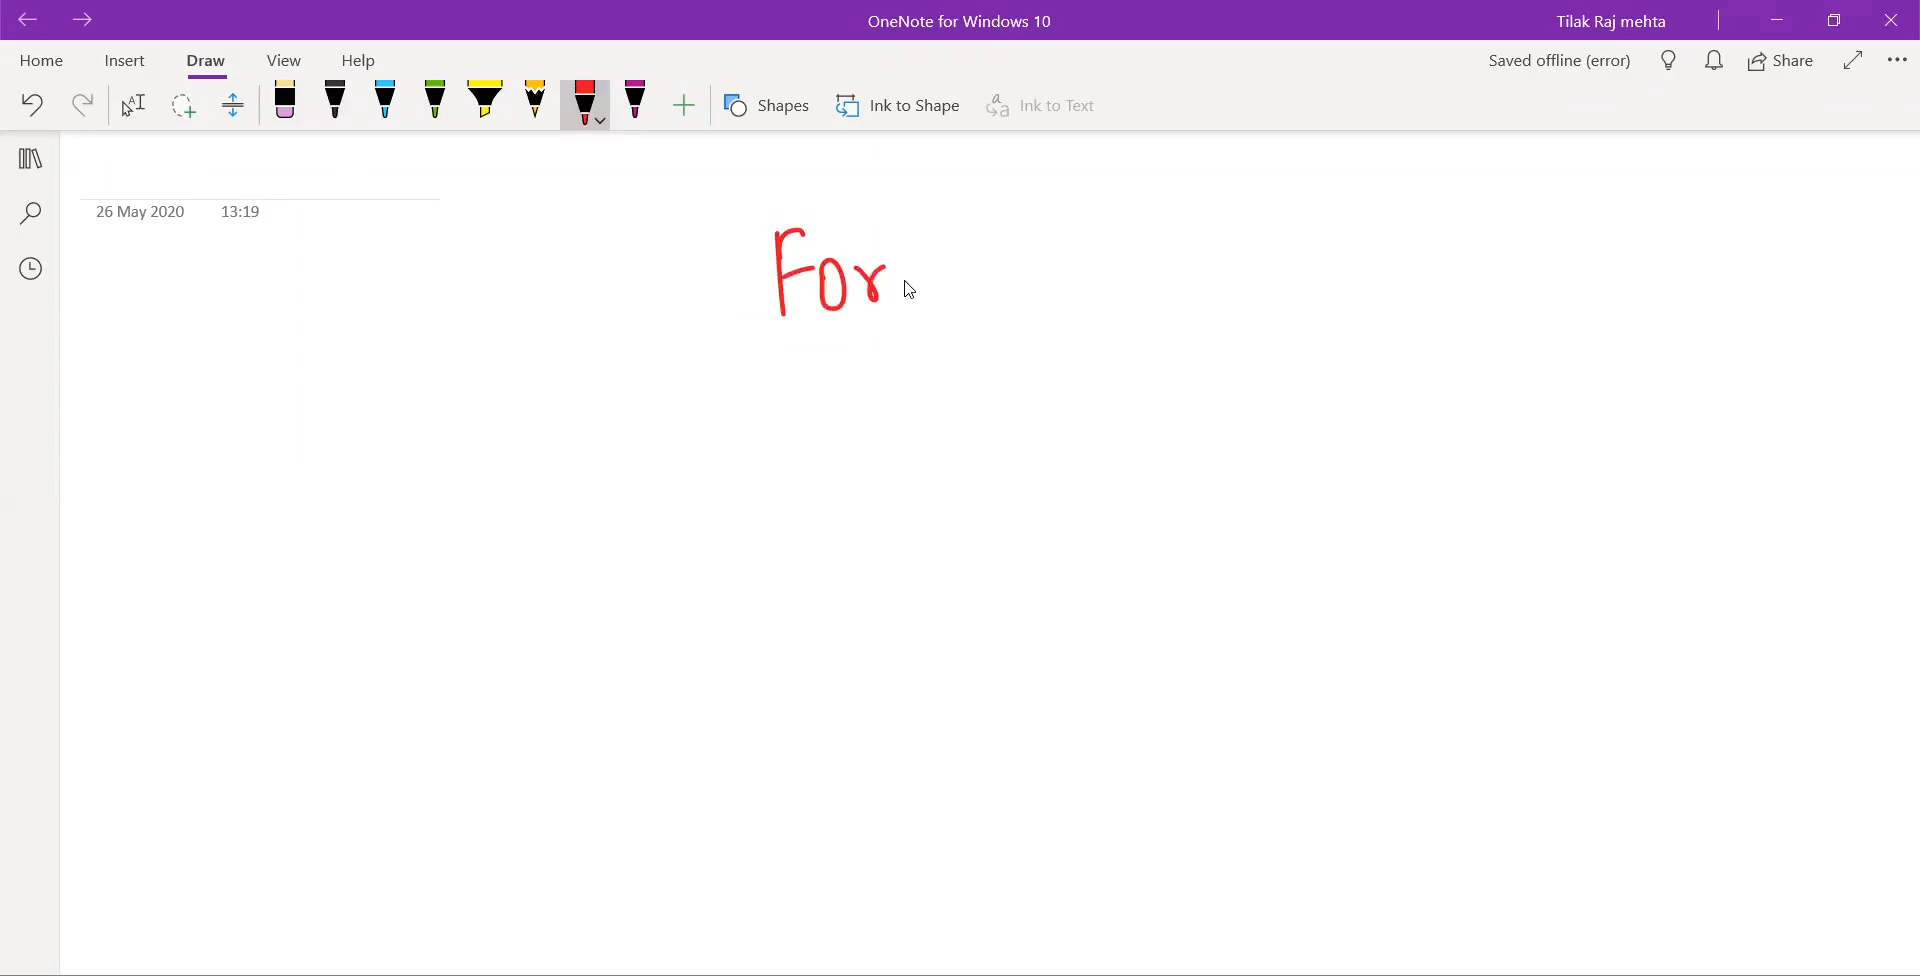 OneNote for Windows 10
Tilak Raj mehta
Home Insert Draw View Help
Saved offline (error) Share
Shapes Ink to Shape Ink to Text
26 May 2020 13:19
For